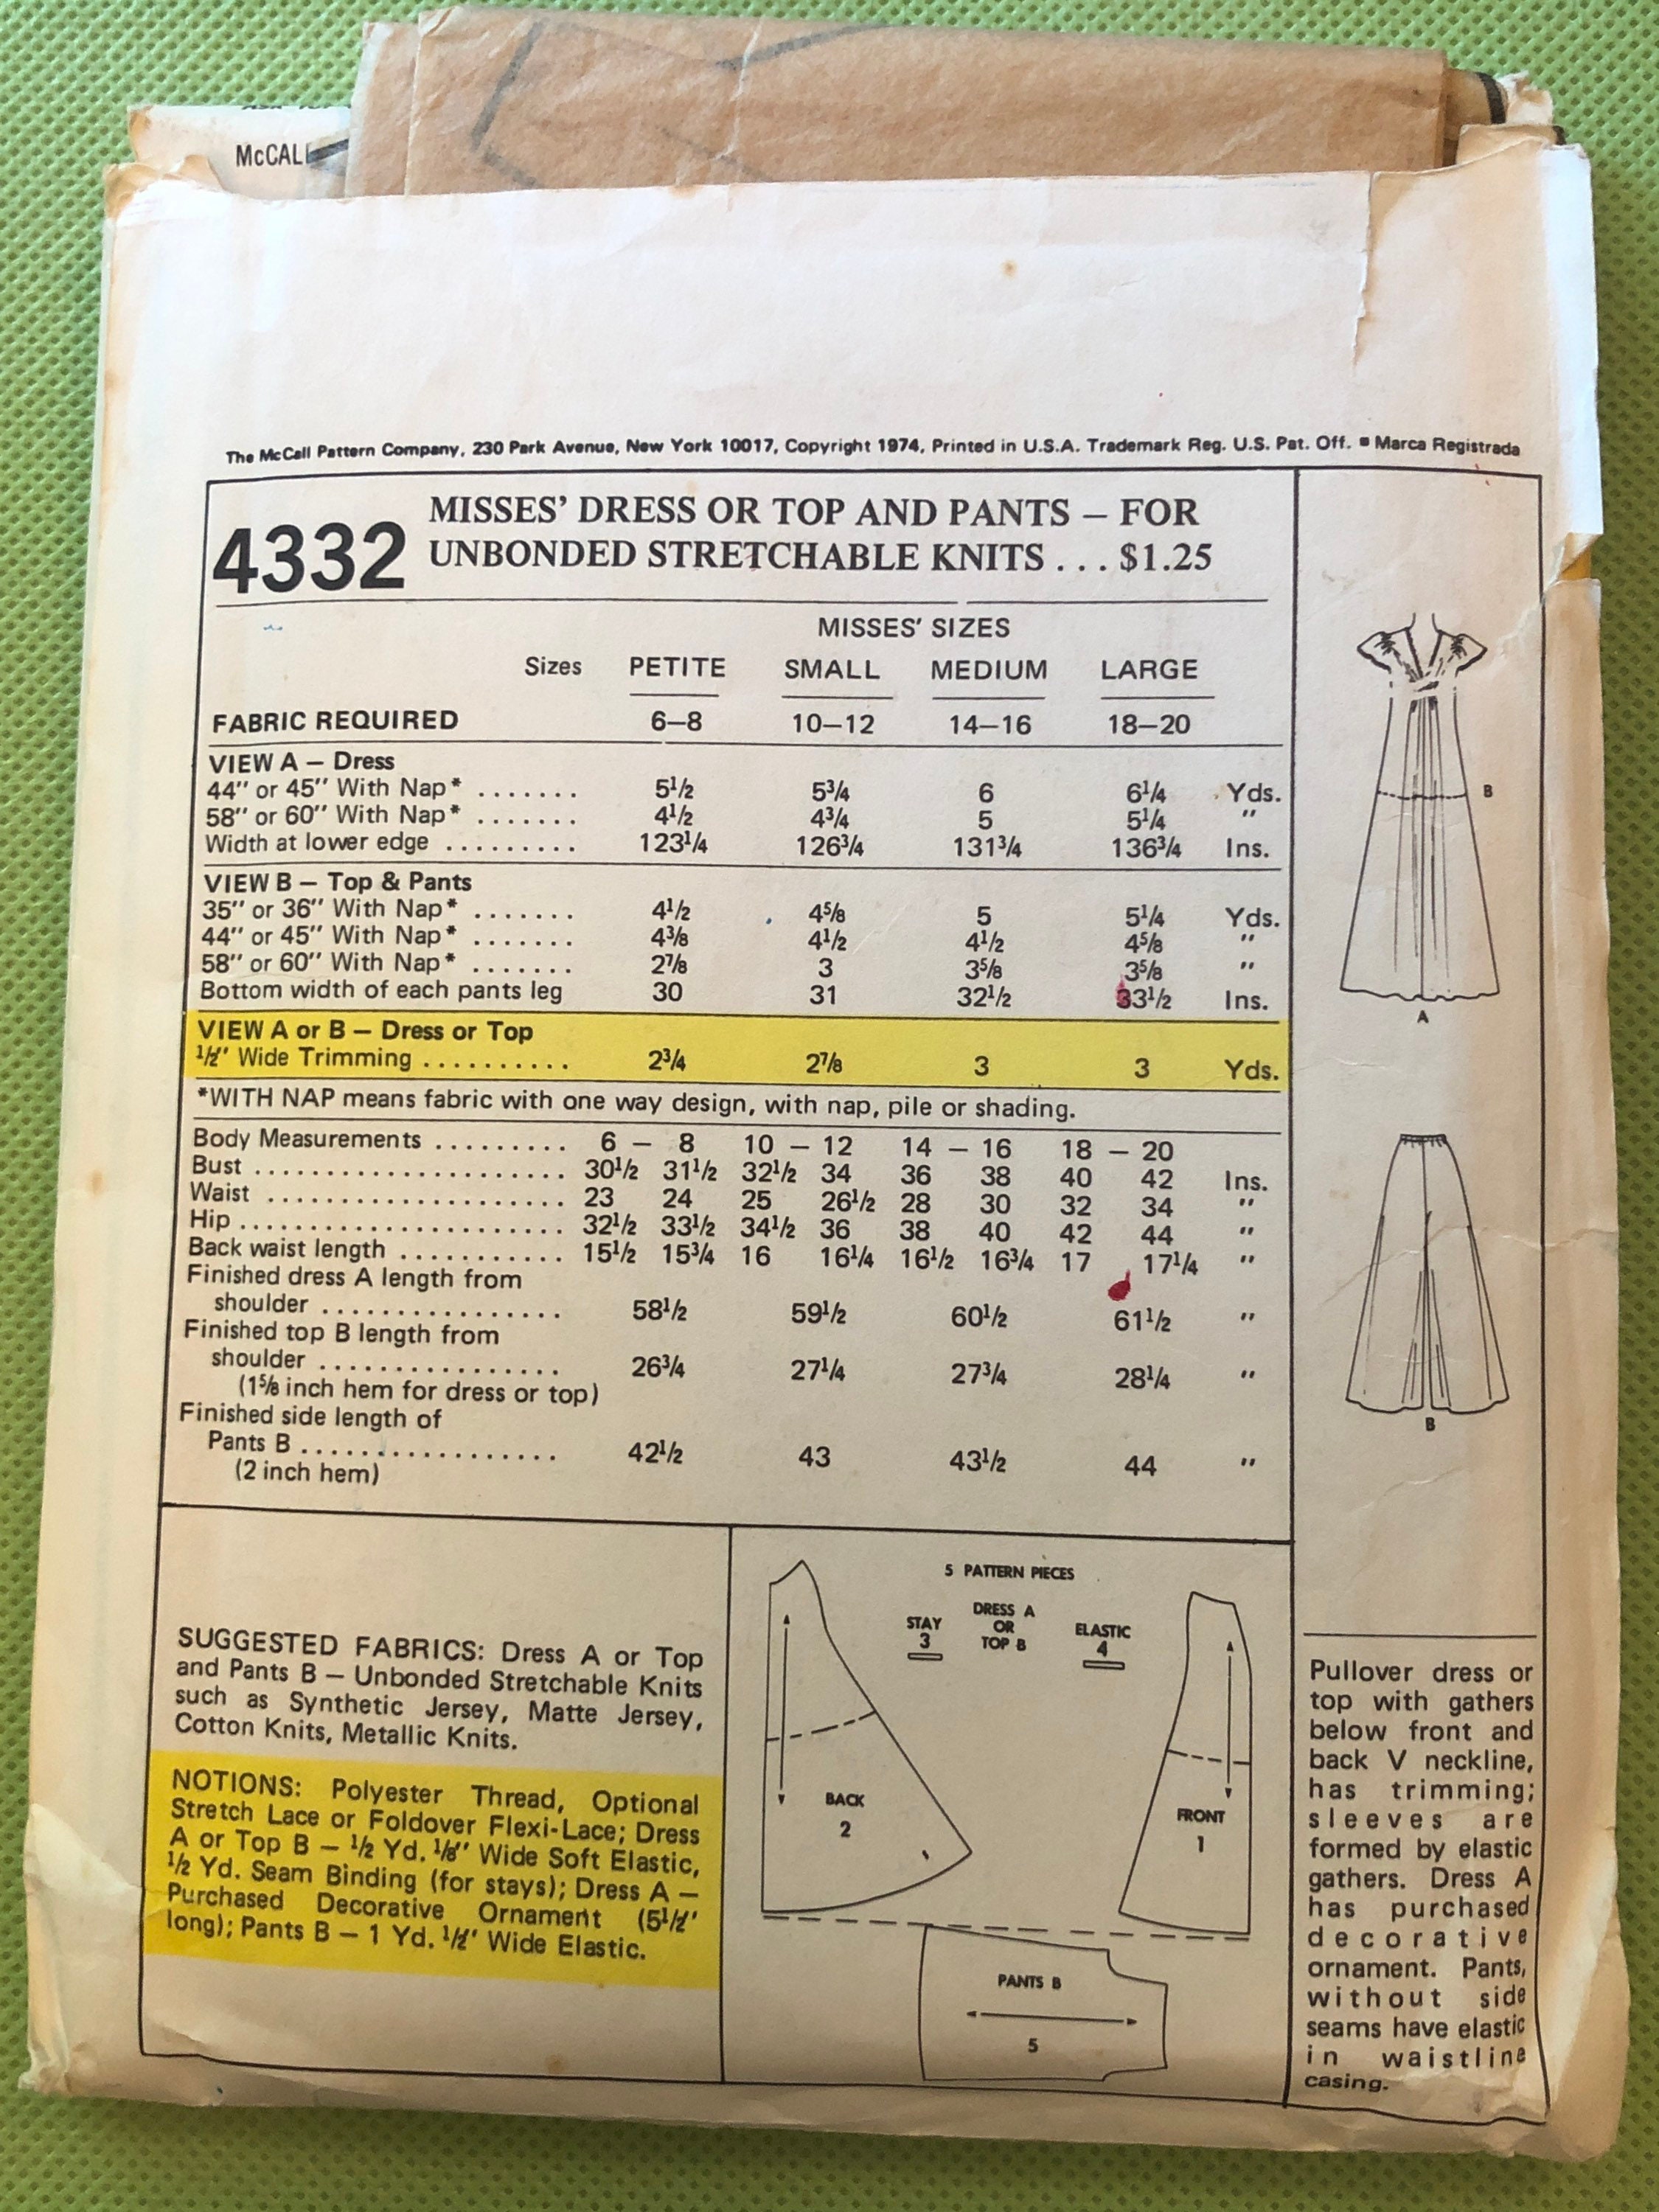 McCAL
The McCall Pattern Company, 230 Park Avenue, New York 10017, Copyright 1974, Printed in U.S.A. Trademark Reg. U.S. Pat. Off. ■ Marca Registrada
4332 MISSES' DRESS OR TOP AND PANTS – FOR
UNBONDED STRETCHABLE KNITS . . . $1.25
MISSES' SIZES
Sizes PETITE SMALL MEDIUM LARGE
FABRIC REQUIRED 6–8 10–12 14–16 18–20
VIEW A – Dress
44" or 45" With Nap* ....... 5½ 5¾ 6 6¼ Yds.
58" or 60" With Nap* ....... 4½ 4¾ 5 5¼ "
Width at lower edge ......... 123¼ 126¾ 131¾ 136¾ Ins.
VIEW B – Top & Pants
35" or 36" With Nap* ....... 4½ 4⅝ 5 5¼ Yds.
44" or 45" With Nap* ....... 4⅜ 4½ 4½ 4⅝ "
58" or 60" With Nap* ....... 2⅞ 3 3⅝ 3⅝ "
Bottom width of each pants leg 30 31 32½ 33½ Ins.
VIEW A or B – Dress or Top
½" Wide Trimming .......... 2¾ 2⅞ 3 3 Yds.
*WITH NAP means fabric with one way design, with nap, pile or shading.
Body Measurements ......... 6 – 8 10 – 12 14 – 16 18 – 20
Bust ..................... 30½ 31½ 32½ 34 36 38 40 42 Ins.
Waist .................... 23 24 25 26½ 28 30 32 34 "
Hip ...................... 32½ 33½ 34½ 36 38 40 42 44 "
Back waist length ........... 15½ 15¾ 16 16¼ 16½ 16¾ 17 17¼ "
Finished dress A length from
shoulder ................ 58½ 59½ 60½ 61½ "
Finished top B length from
shoulder ................ 26¾ 27¼ 27¾ 28¼ "
(1⅝ inch hem for dress or top)
Finished side length of
Pants B ................. 42½ 43 43½ 44 "
(2 inch hem)
SUGGESTED FABRICS: Dress A or Top
and Pants B – Unbonded Stretchable Knits
such as Synthetic Jersey, Matte Jersey,
Cotton Knits, Metallic Knits.
NOTIONS: Polyester Thread, Optional
Stretch Lace or Foldover Flexi-Lace; Dress
A or Top B – ½ Yd. ⅛" Wide Soft Elastic,
½ Yd. Seam Binding (for stays); Dress A –
Purchased Decorative Ornament (5½"
long); Pants B – 1 Yd. ½" Wide Elastic.
5 PATTERN PIECES
STAY
3
DRESS A
OR
TOP B
ELASTIC
4
BACK
2
FRONT
1
PANTS B
5
B
A
B
Pullover dress or
top with gathers
below front and
back V neckline,
has trimming;
sleeves are
formed by elastic
gathers. Dress A
has purchased
decorative
ornament. Pants,
without side
seams have elastic
in waistline
casing.